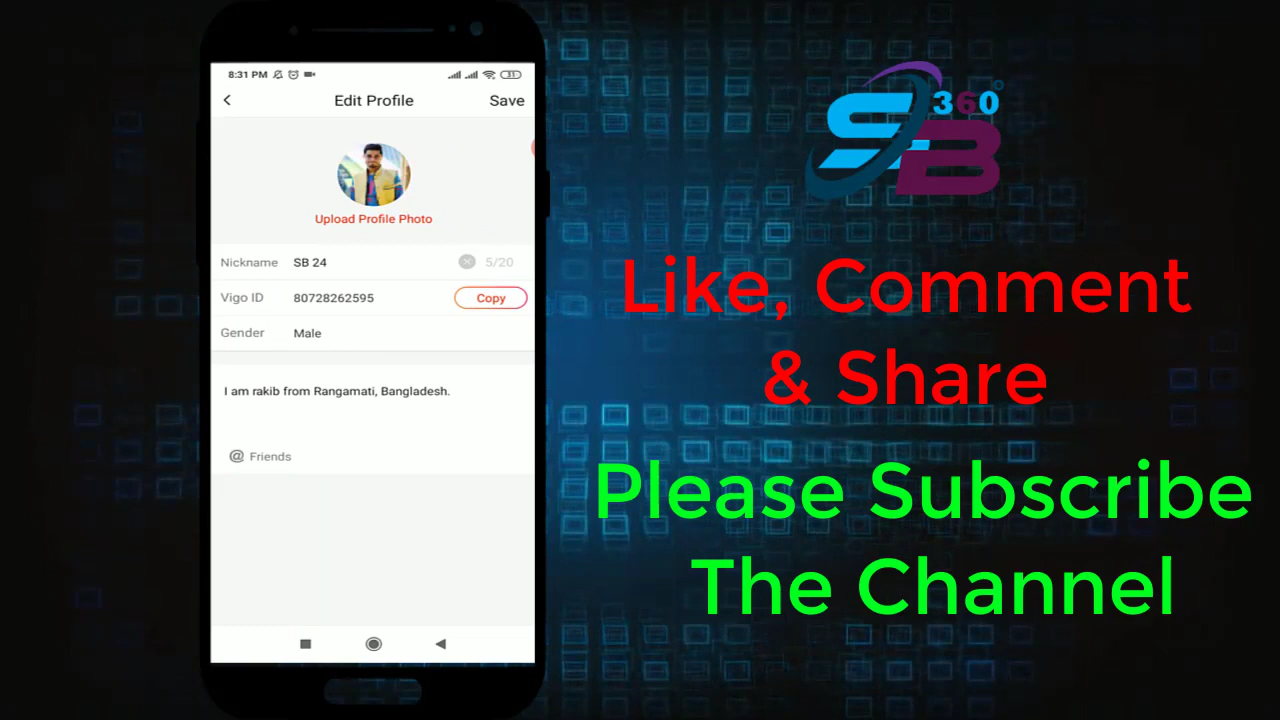 8:31 PM
31
Edit Profile
Save
Upload Profile Photo
Nickname SB 24 5/20
Vigo ID 80728262595 Copy
Gender Male
I am rakib from Rangamati, Bangladesh.
@ Friends
SB 360
Like, Comment
& Share
Please Subscribe
The Channel